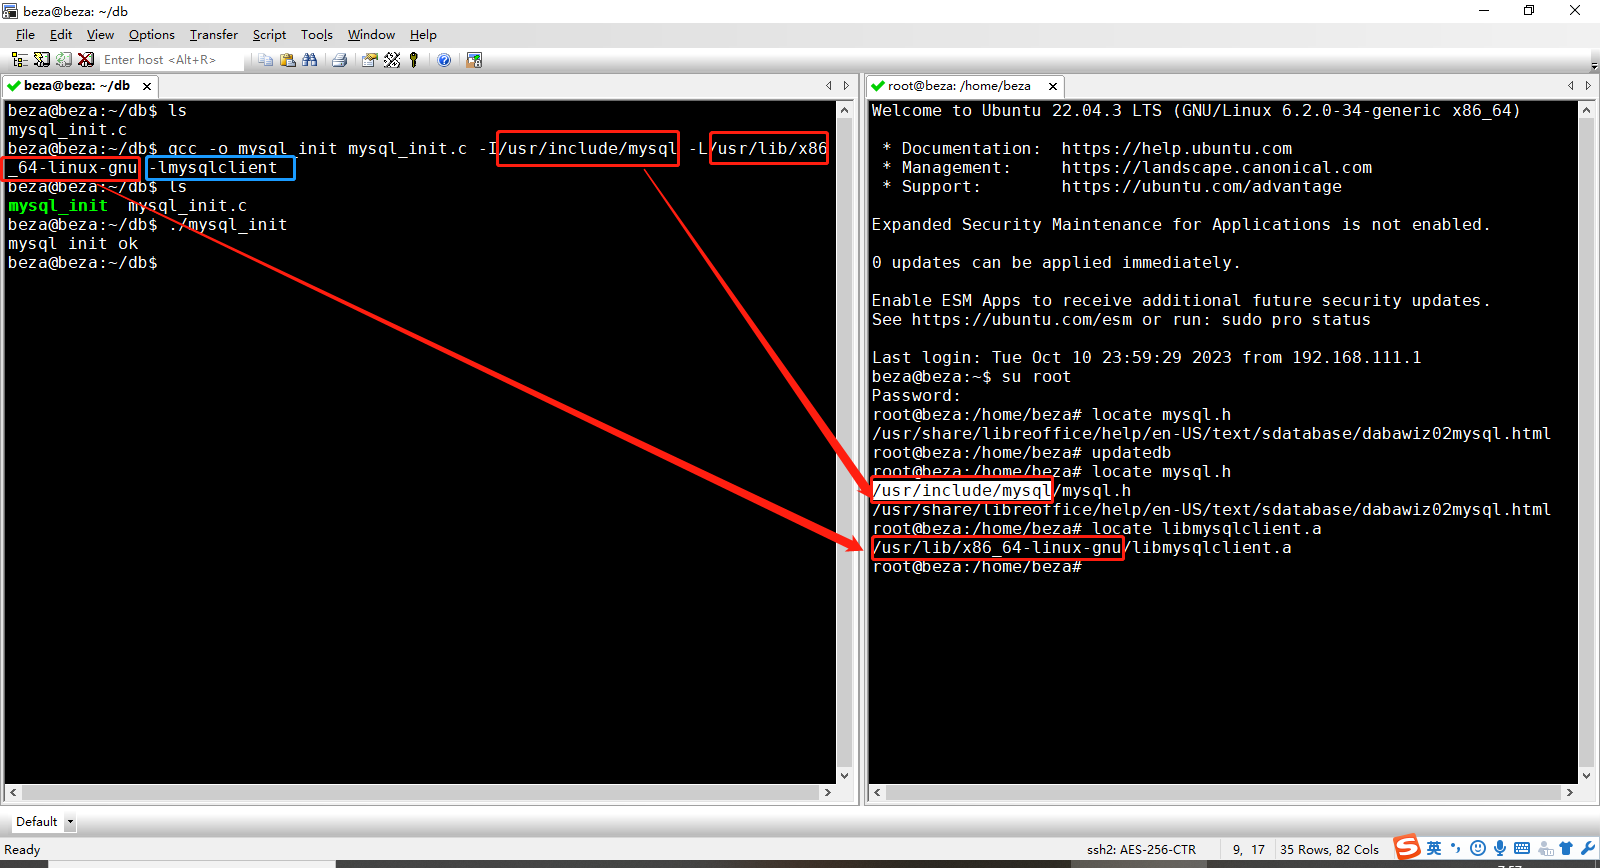 beza@beza: ~/db
File Edit View Options Transfer Script Tools Window Help
Enter host <Alt+R>
beza@beza: ~/db
beza@beza:~/db$ ls
mysql_init.c
beza@beza:~/db$ gcc -o mysql_init mysql_init.c -I/usr/include/mysql -L/usr/lib/x86
_64-linux-gnu -lmysqlclient
beza@beza:~/db$ ls
mysql_init  mysql_init.c
beza@beza:~/db$ ./mysql_init
mysql init ok
beza@beza:~/db$
root@beza: /home/beza
Welcome to Ubuntu 22.04.3 LTS (GNU/Linux 6.2.0-34-generic x86_64)
* Documentation:  https://help.ubuntu.com
* Management:     https://landscape.canonical.com
* Support:        https://ubuntu.com/advantage
Expanded Security Maintenance for Applications is not enabled.
0 updates can be applied immediately.
Enable ESM Apps to receive additional future security updates.
See https://ubuntu.com/esm or run: sudo pro status
Last login: Tue Oct 10 23:59:29 2023 from 192.168.111.1
beza@beza:~$ su root
Password:
root@beza:/home/beza# locate mysql.h
/usr/share/libreoffice/help/en-US/text/sdatabase/dabawiz02mysql.html
root@beza:/home/beza# updatedb
root@beza:/home/beza# locate mysql.h
/usr/include/mysql/mysql.h
/usr/share/libreoffice/help/en-US/text/sdatabase/dabawiz02mysql.html
root@beza:/home/beza# locate libmysqlclient.a
/usr/lib/x86_64-linux-gnu/libmysqlclient.a
root@beza:/home/beza#
Default
Ready
ssh2: AES-256-CTR
9, 17
35 Rows, 82 Cols
英